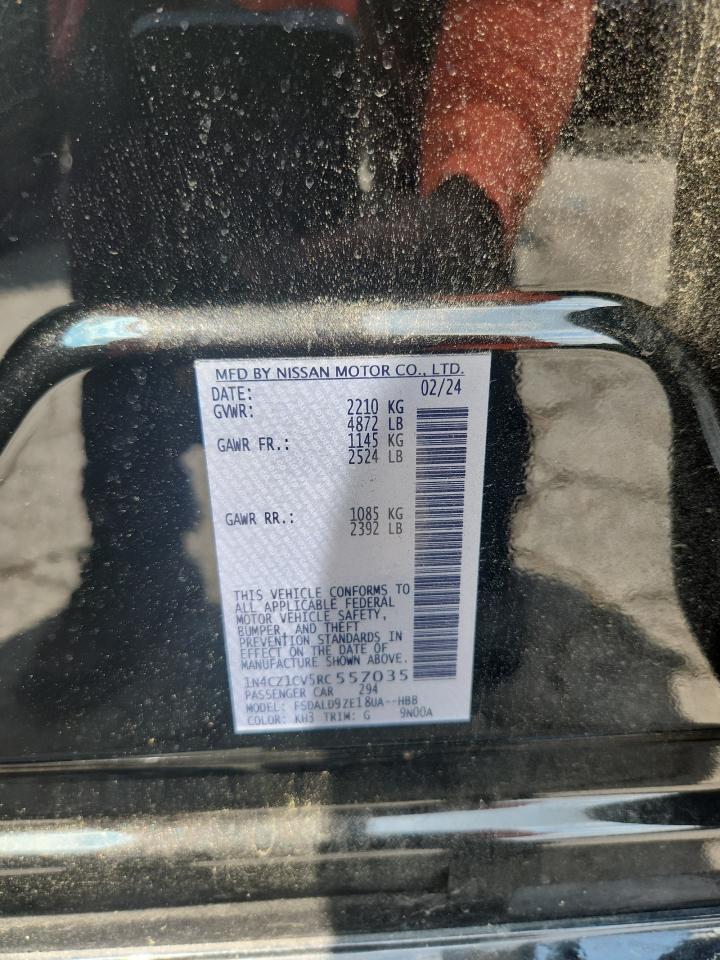 MFD BY NISSAN MOTOR CO., LTD.
DATE: 02/24
GVWR: 2210 KG
4872 LB
GAWR FR.: 1145 KG
2524 LB
GAWR RR.: 1085 KG
2392 LB
THIS VEHICLE CONFORMS TO
ALL APPLICABLE FEDERAL
MOTOR VEHICLE SAFETY,
BUMPER, AND THEFT
PREVENTION STANDARDS IN
EFFECT ON THE DATE OF
MANUFACTURE SHOWN ABOVE.
1N4CZ1CV5RC557035
PASSENGER CAR 294
MODEL: FSDALD9ZE18UA--HBB
COLOR: KH3 TRIM: G 9N00A